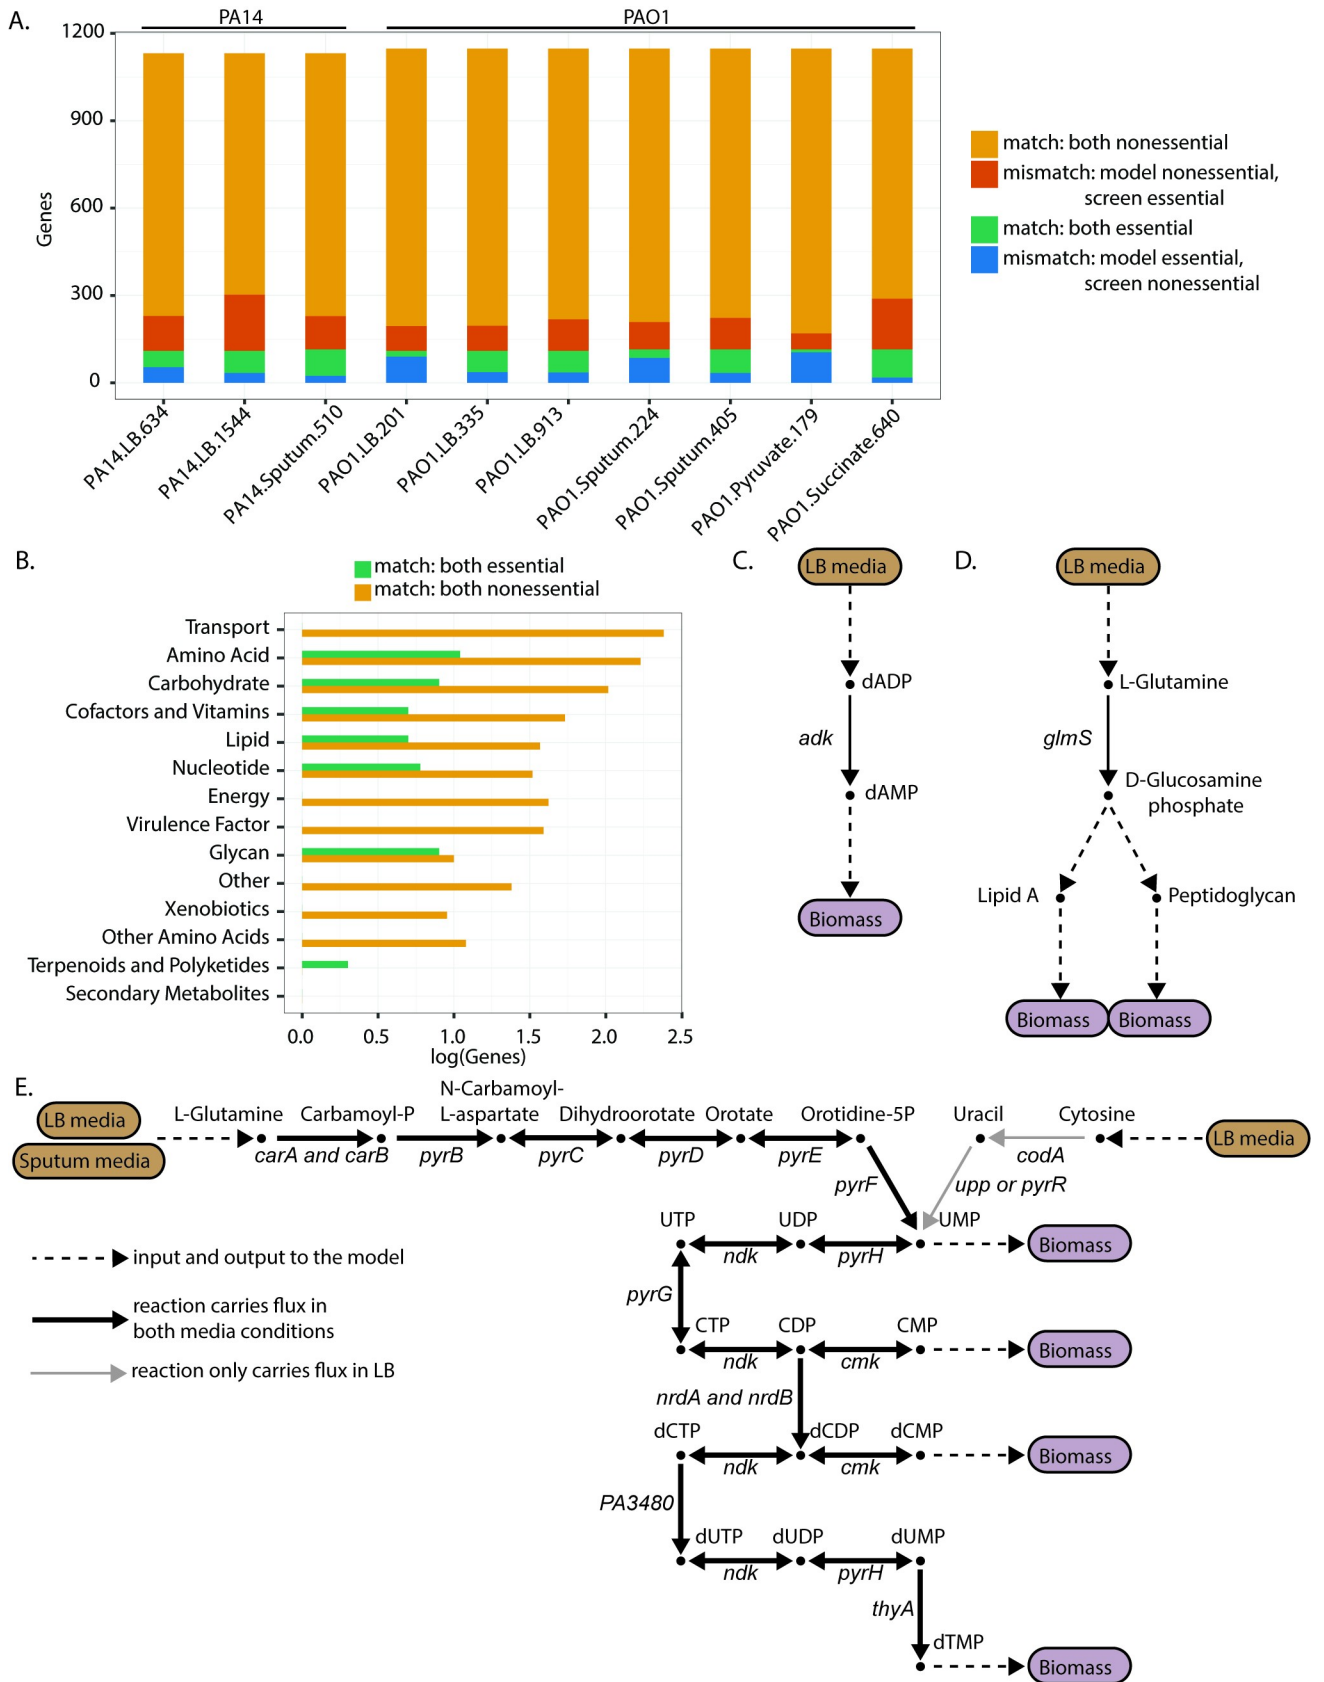 A.
PA14
PAO1
1200
900
600
300
0
Genes
match: both nonessential
mismatch: model nonessential,
screen essential
match: both essential
mismatch: model essential,
screen nonessential
PA14.LB.634
PA14.LB.1544
PA14.Sputum.510
PAO1.LB.201
PAO1.LB.335
PAO1.LB.913
PAO1.Sputum.224
PAO1.Sputum.405
PAO1.Pyruvate.179
PAO1.Succinate.640
B.
match: both essential
match: both nonessential
Transport
Amino Acid
Carbohydrate
Cofactors and Vitamins
Lipid
Nucleotide
Energy
Virulence Factor
Glycan
Other
Xenobiotics
Other Amino Acids
Terpenoids and Polyketides
Secondary Metabolites
0.0 0.5 1.0 1.5 2.0 2.5
log(Genes)
C.
LB media
dADP
adk
dAMP
Biomass
D.
LB media
L-Glutamine
glmS
D-Glucosamine
phosphate
Lipid A
Peptidoglycan
Biomass Biomass
E.
LB media
Sputum media
L-Glutamine
Carbamoyl-P
N-Carbamoyl-
L-aspartate
Dihydroorotate
Orotate
Orotidine-5P
Uracil
Cytosine
LB media
carA and carB
pyrB
pyrC
pyrD
pyrE
codA
pyrF
upp or pyrR
UTP
UDP
UMP
ndk
pyrH
Biomass
pyrG
CTP
CDP
CMP
ndk
cmk
Biomass
nrdA and nrdB
dCTP
dCDP
dCMP
ndk
cmk
Biomass
PA3480
dUTP
dUDP
dUMP
ndk
pyrH
thyA
dTMP
Biomass
input and output to the model
reaction carries flux in
both media conditions
reaction only carries flux in LB